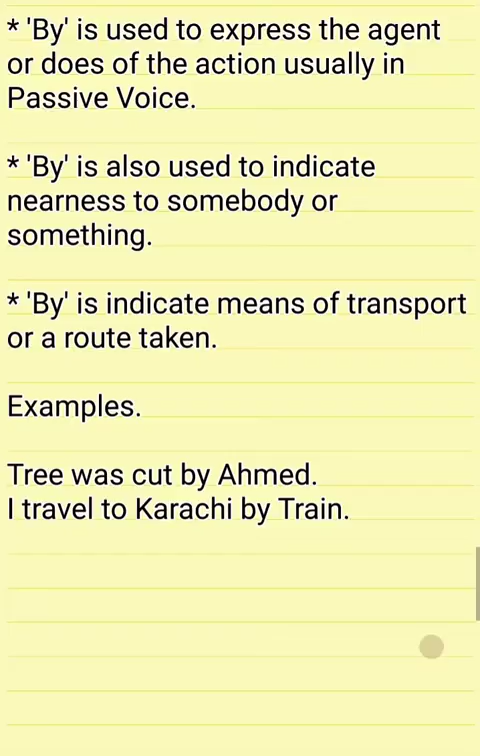 * 'By' is used to express the agent
or does of the action usually in
Passive Voice.
* 'By' is also used to indicate
nearness to somebody or
something.
* 'By' is indicate means of transport
or a route taken.
Examples.
Tree was cut by Ahmed.
I travel to Karachi by Train.